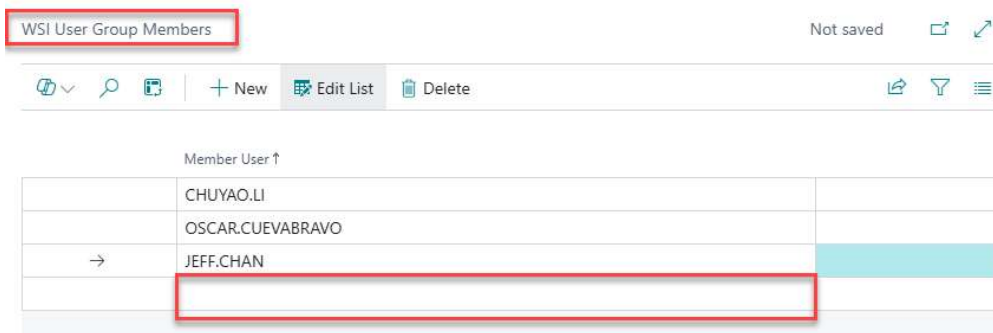 WSI User Group Members Not saved
New Edit List Delete
Member User ↑
CHUYAO.LI
OSCAR.CUEVABRAVO
JEFF.CHAN